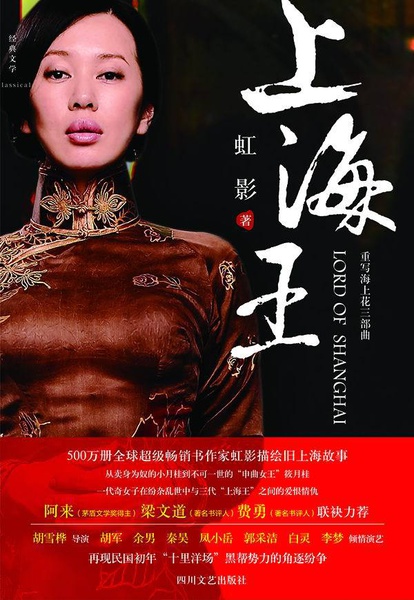 经典文学
classical
上海王
虹影
著
重写海上花三部曲
LORD OF SHANGHAI
500万册全球超级畅销书作家虹影描绘旧上海故事
从卖身为奴的小月桂到不可一世的“申曲女王”筱月桂
一代奇女子在纷杂乱世中与三代“上海王”之间的爱恨情仇
阿来（茅盾文学奖得主） 梁文道（著名书评人） 费勇（著名书评人） 联袂力荐
胡雪桦 导演 胡军 余男 秦昊 凤小岳 郭采洁 白灵 李梦 倾情演艺
再现民国初年“十里洋场”黑帮势力的角逐纷争
四川文艺出版社